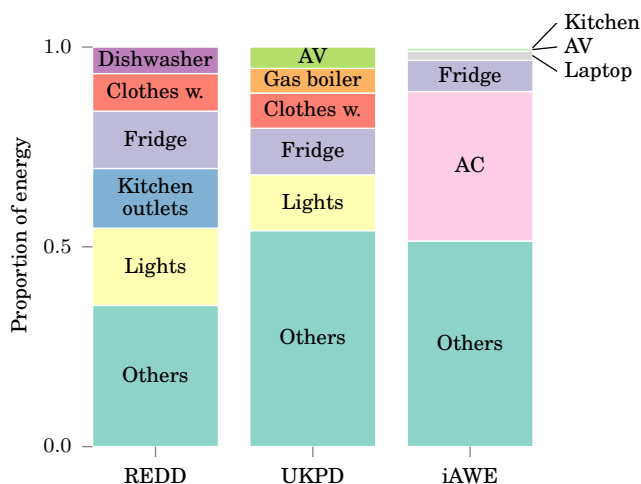 Kitchen
AV
Laptop
1.0
Dishwasher
AV
Clothes w.
Gas boiler
Fridge
Clothes w.
Fridge
Fridge
AC
Kitchen
outlets
Lights
0.5
Lights
Others
Others
Others
0.0
Proportion of energy
REDD
UKPD
iAWE